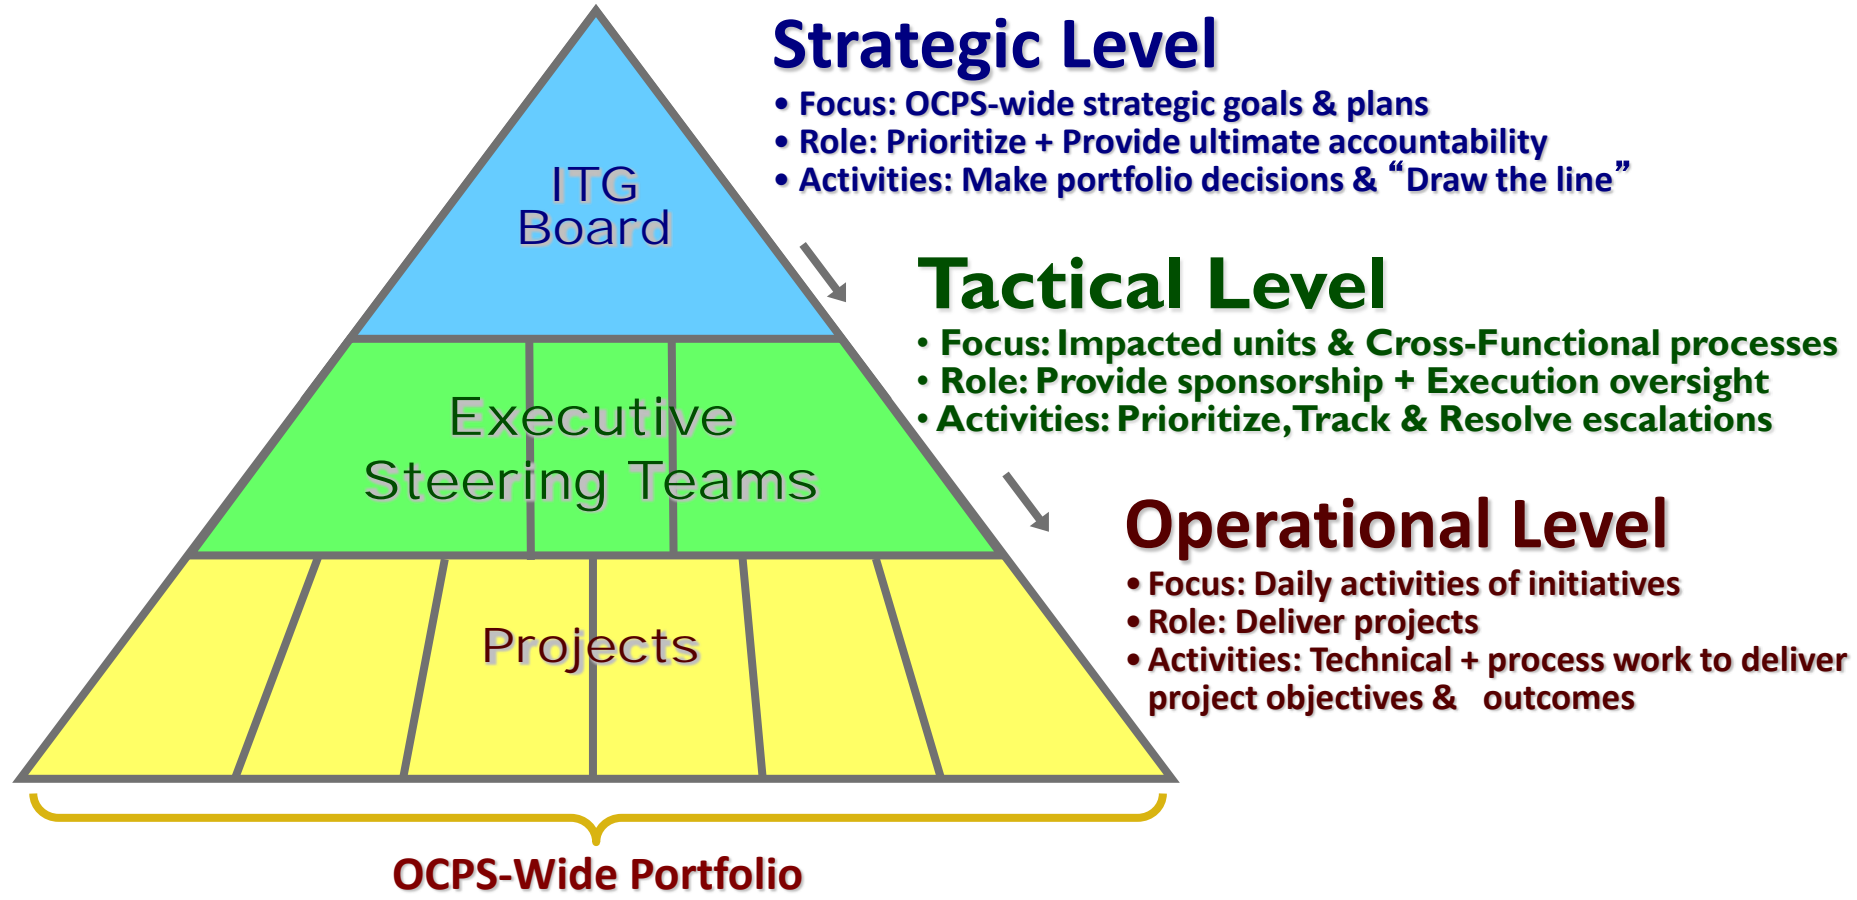 Strategic Level
• Focus: OCPS-wide strategic goals & plans
• Role: Prioritize + Provide ultimate accountability
• Activities: Make portfolio decisions & “Draw the line”
ITG
Board
Tactical Level
• Focus: Impacted units & Cross-Functional processes
• Role: Provide sponsorship + Execution oversight
• Activities: Prioritize, Track & Resolve escalations
Executive
Steering Teams
Operational Level
• Focus: Daily activities of initiatives
• Role: Deliver projects
• Activities: Technical + process work to deliver
project objectives & outcomes
Projects
OCPS-Wide Portfolio